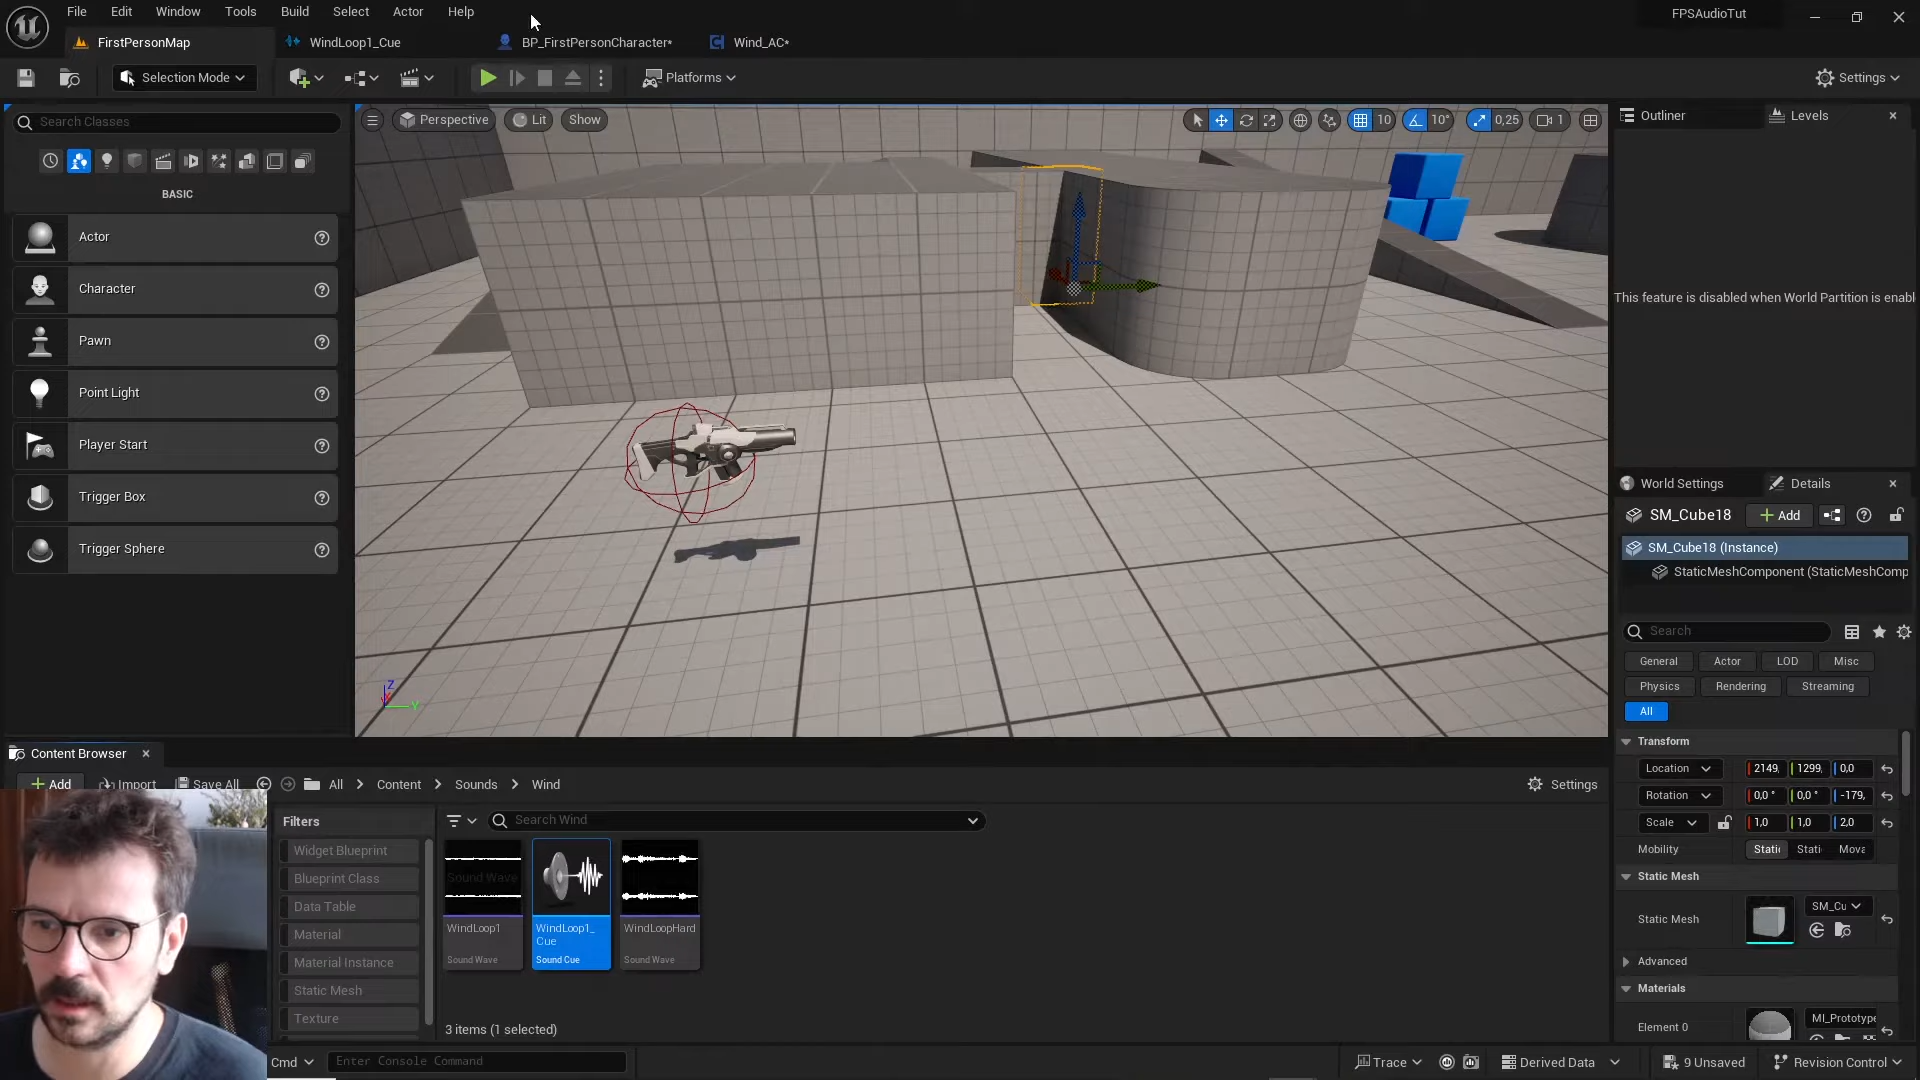 File Edit Window Tools Build Select Actor Help
FPSAudioTut
FirstPersonMap
WindLoop1_Cue
BP_FirstPersonCharacter*
Wind_AC*
Selection Mode
Platforms
Settings
Search Classes
BASIC
Actor
Character
Pawn
Point Light
Player Start
Trigger Box
Trigger Sphere
Perspective
Lit
Show
10
10°
0,25
1
Z
Y
Outliner
Levels
This feature is disabled when World Partition is enabl
World Settings
Details
SM_Cube18
Add
SM_Cube18 (Instance)
StaticMeshComponent (StaticMeshComp
Search
General
Actor
LOD
Misc
Physics
Rendering
Streaming
All
Transform
Location
2149,
1299,
0,0
Rotation
0,0 °
0,0 °
-179,
Scale
1,0
1,0
2,0
Mobility
Static
Stati
Mova
Static Mesh
Static Mesh
SM_Cu
Advanced
Materials
Element 0
MI_Prototype
Content Browser
Add
Import
Save All
All
Content
Sounds
Wind
Settings
Filters
Widget Blueprint
Blueprint Class
Data Table
Material
Material Instance
Static Mesh
Texture
Search Wind
Sound Wave
WindLoop1
Sound Wave
WindLoop1_
Cue
Sound Cue
WindLoopHard
Sound Wave
3 items (1 selected)
Cmd
Enter Console Command
Trace
Derived Data
9 Unsaved
Revision Control